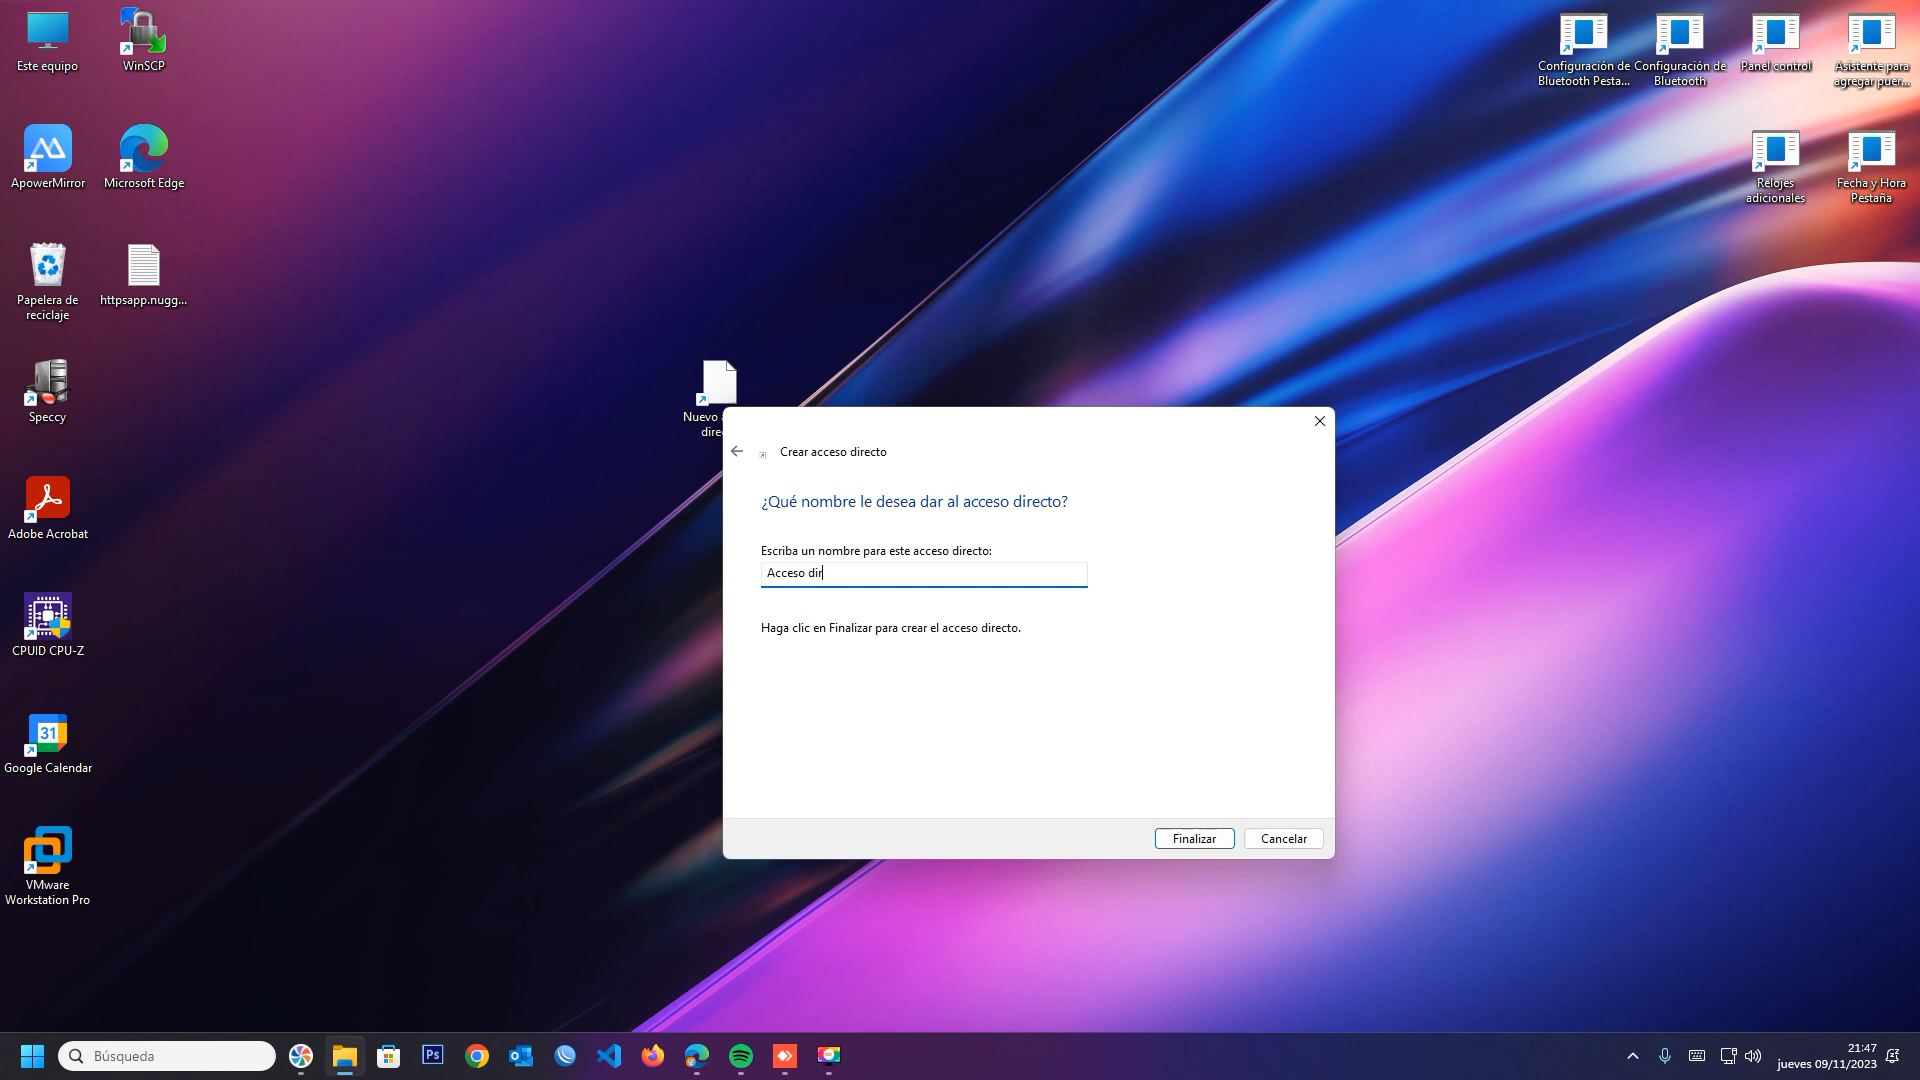 Este equipo
WinSCP
ApowerMirror
Microsoft Edge
Papelera de
reciclaje
httpsapp.nugg...
Speccy
Adobe Acrobat
CPUID CPU-Z
31
Google Calendar
VMware
Workstation Pro
Configuración de
Bluetooth Pesta...
Configuración de
Bluetooth
Panel control
Asistente para
agregar puer...
Relojes
adicionales
Fecha y Hora
Pestaña
Nuevo
Crear acceso directo
¿Qué nombre le desea dar al acceso directo?
Escriba un nombre para este acceso directo:
Acceso dir
Haga clic en Finalizar para crear el acceso directo.
Finalizar
Cancelar
Búsqueda
Ps
21:47
jueves 09/11/2023